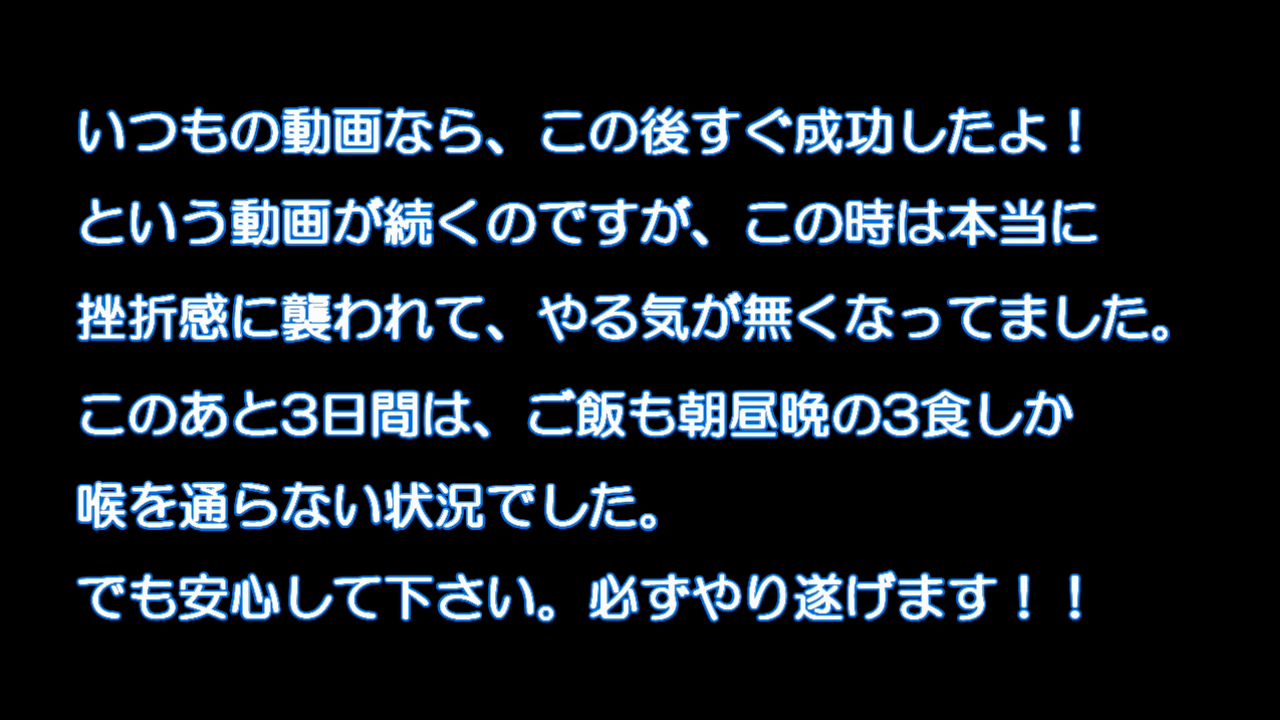 いつもの動画なら、この後すぐ成功したよ！
という動画が続くのですが、この時は本当に
挫折感に襲われて、やる気が無くなってました。
このあと3日間は、ご飯も朝昼晩の3食しか
喉を通らない状況でした。
でも安心して下さい。必ずやり遂げます！！